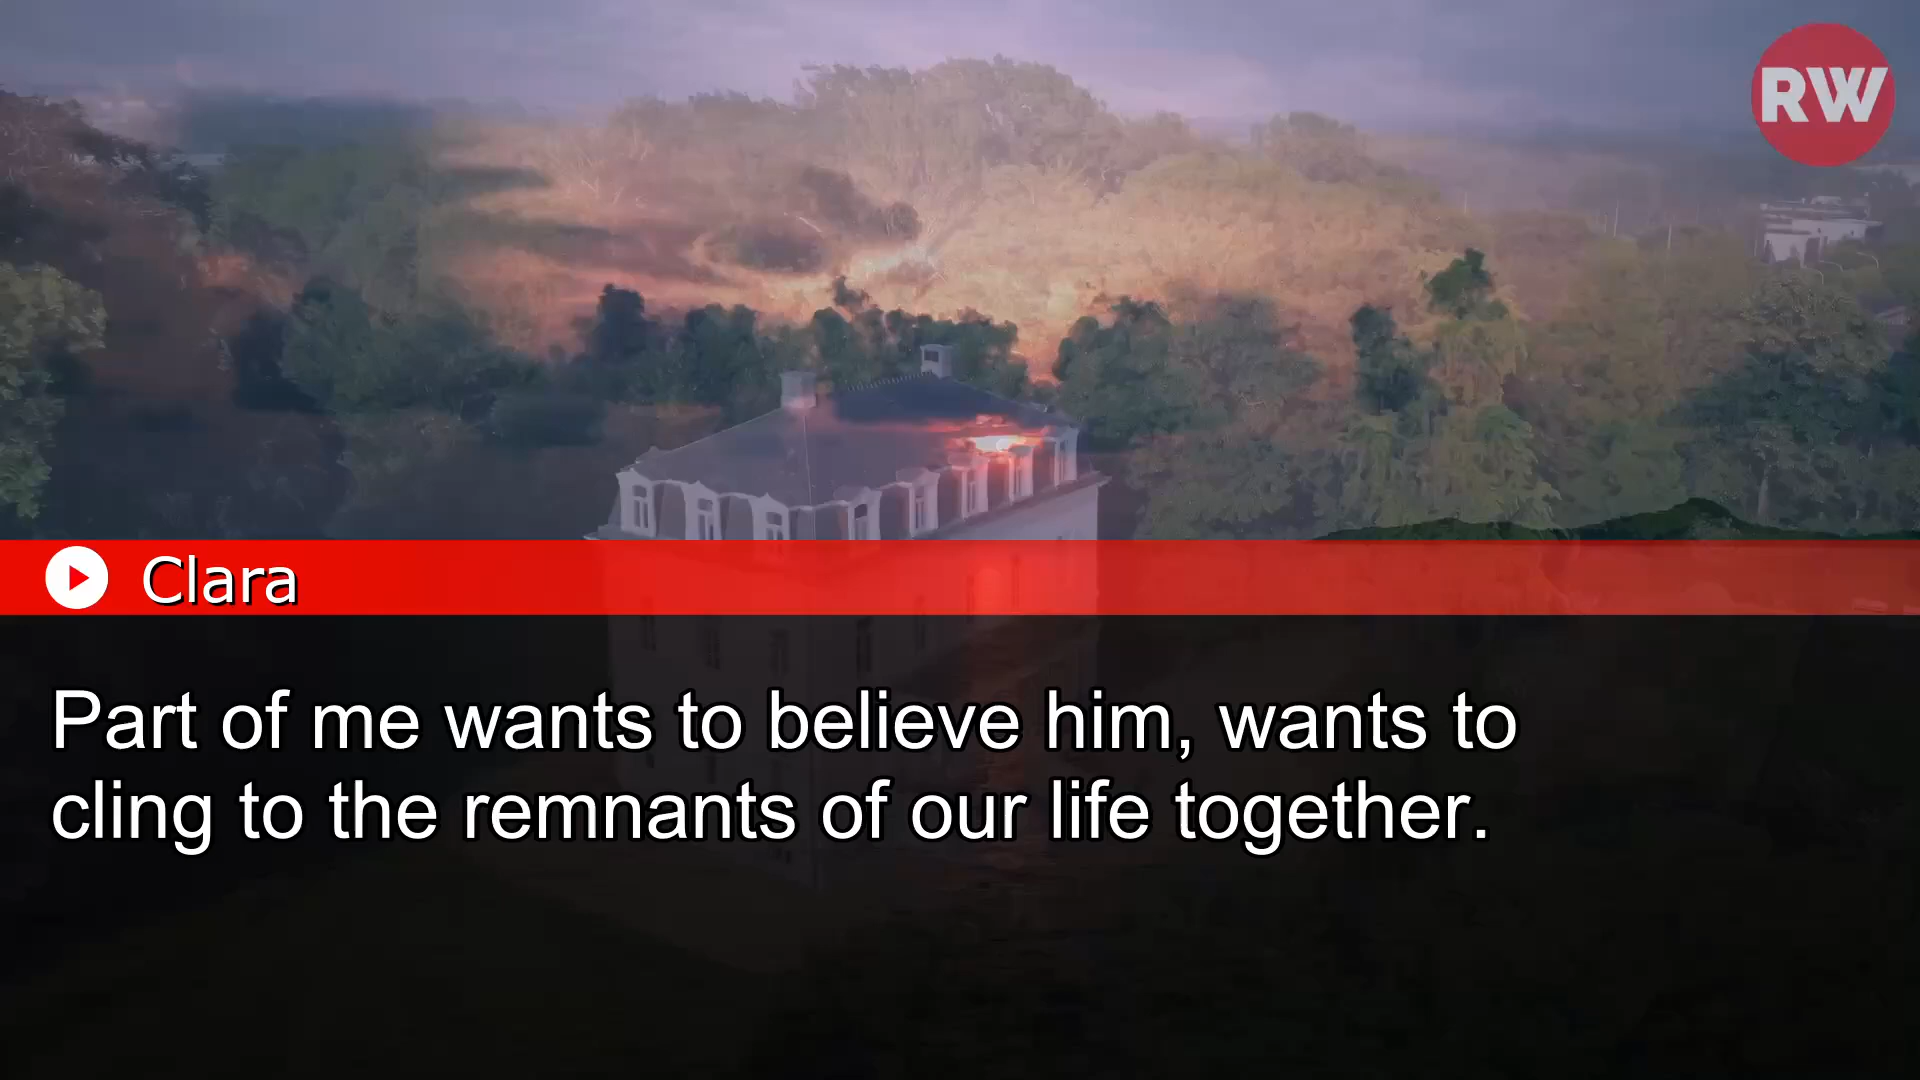 RW
Clara
Part of me wants to believe him, wants to
cling to the remnants of our life together.